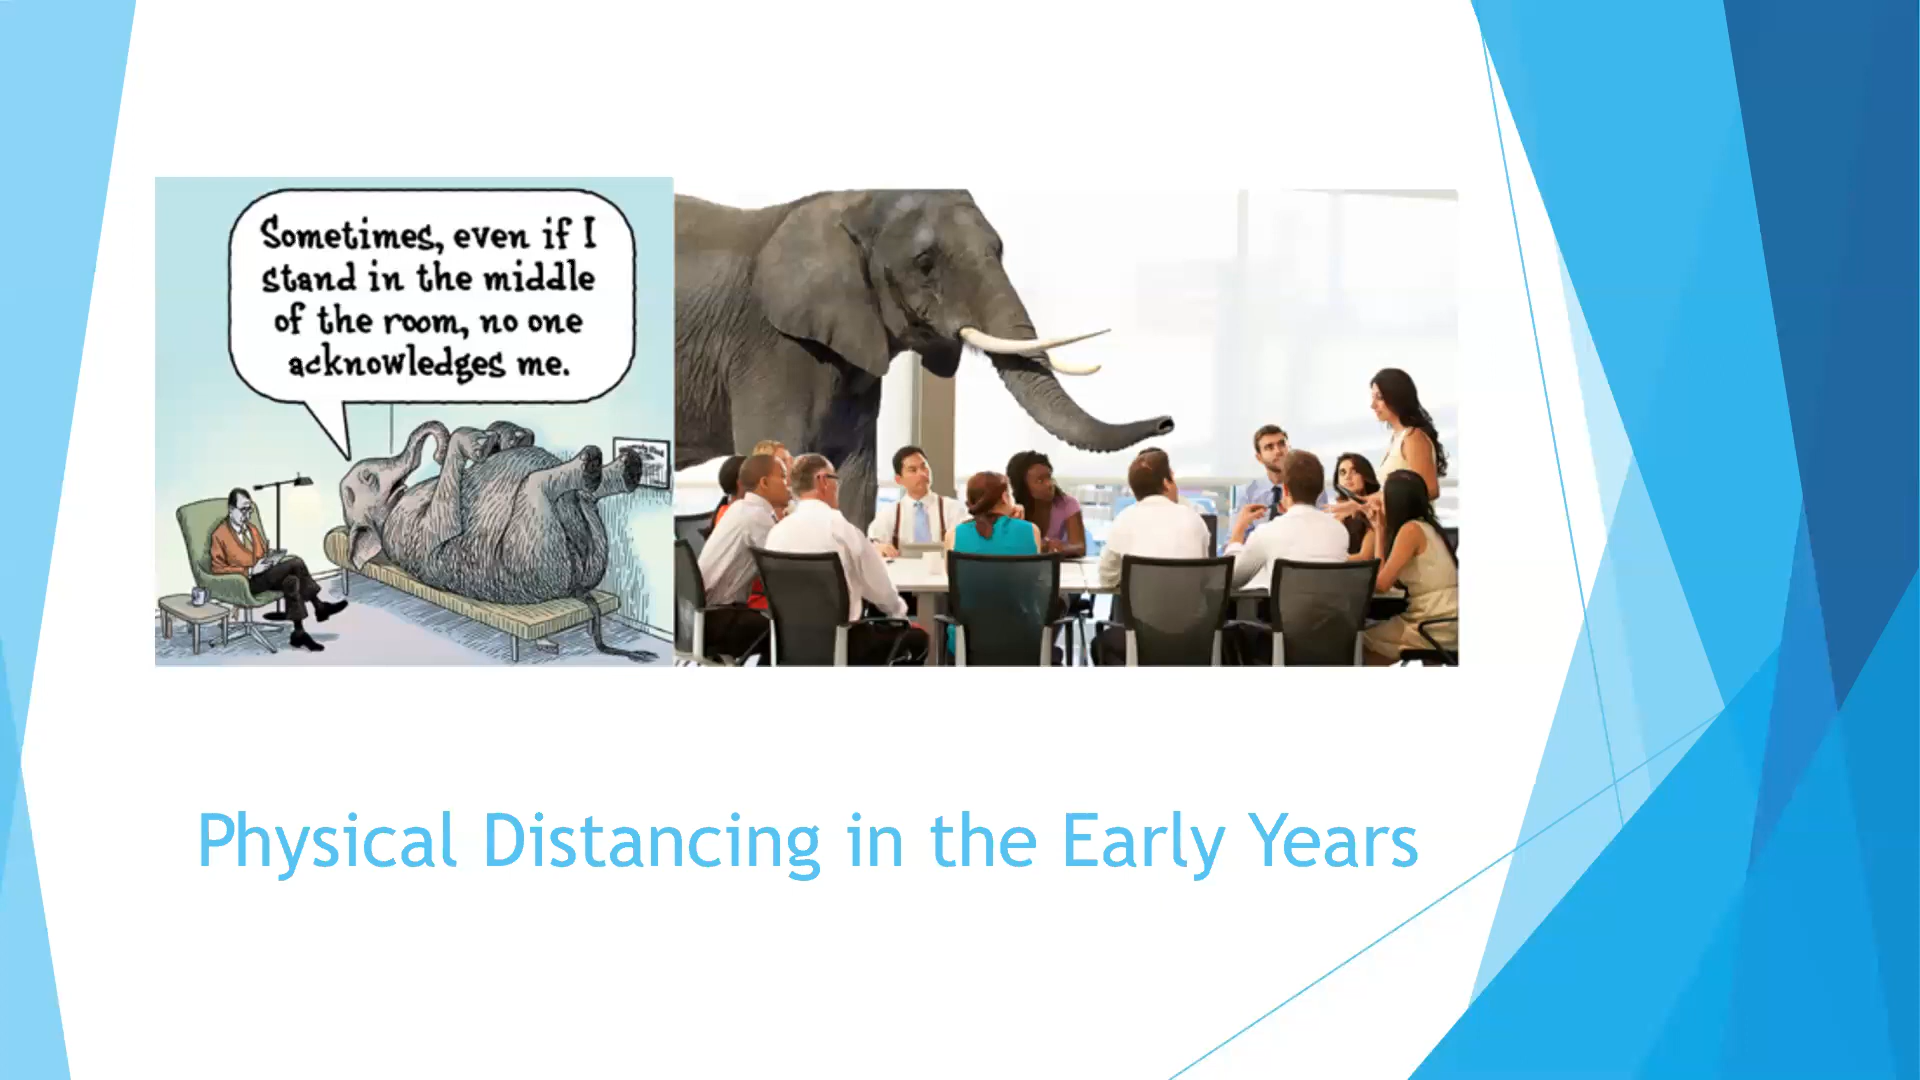 Sometimes, even if I
stand in the middle
of the room, no one
acknowledges me.
Physical Distancing in the Early Years